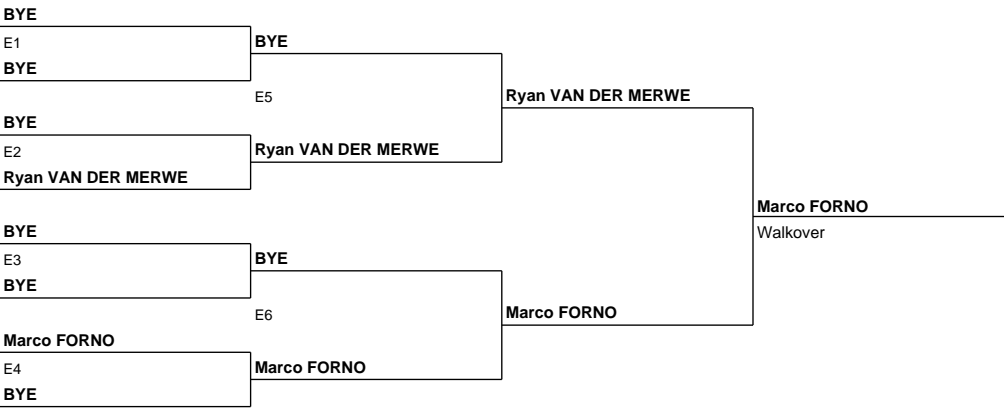 BYE
E1
BYE
BYE
E5
Ryan VAN DER MERWE
BYE
E2
Ryan VAN DER MERWE
Ryan VAN DER MERWE
Marco FORNO
Walkover
BYE
E3
BYE
BYE
E6
Marco FORNO
Marco FORNO
E4
Marco FORNO
BYE